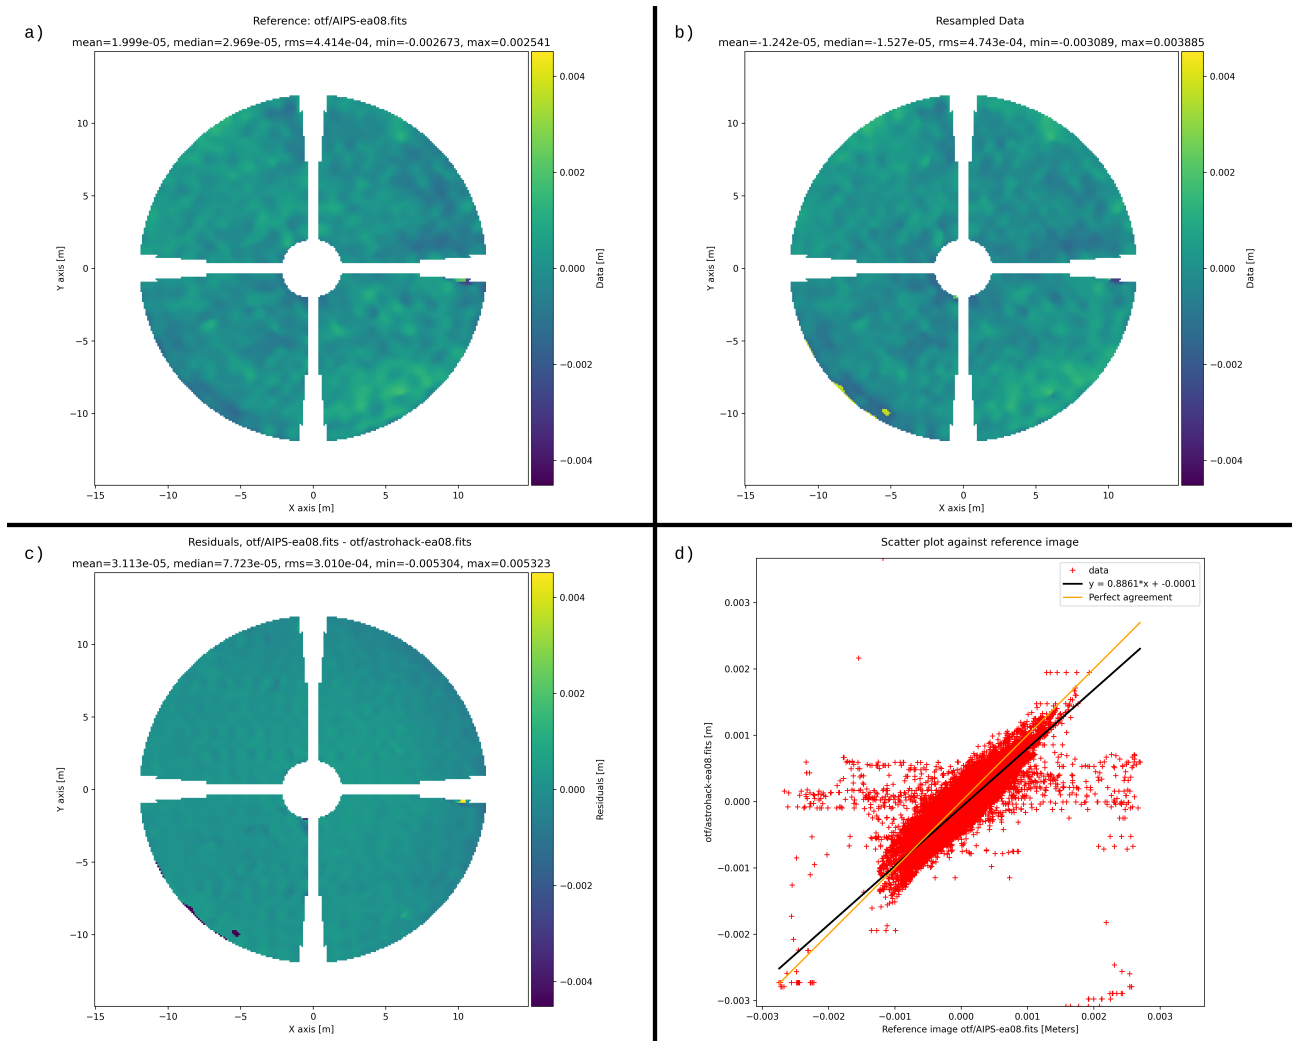 a)
Reference: otf/AIPS-ea08.fits
mean=1.999e-05, median=2.969e-05, rms=4.414e-04, min=-0.002673, max=0.002541
10
5
0
−5
−10
Y axis [m]
−15
−10
−5
0
5
10
X axis [m]
0.004
0.002
0.000
−0.002
−0.004
Data [m]
b)
Resampled Data
mean=-1.242e-05, median=-1.527e-05, rms=4.743e-04, min=-0.003089, max=0.003885
10
5
0
−5
−10
Y axis [m]
−15
−10
−5
0
5
10
X axis [m]
0.004
0.002
0.000
−0.002
−0.004
Data [m]
c)
Residuals, otf/AIPS-ea08.fits - otf/astrohack-ea08.fits
mean=3.113e-05, median=7.723e-05, rms=3.010e-04, min=-0.005304, max=0.005323
10
5
0
−5
−10
Y axis [m]
−15
−10
−5
0
5
10
X axis [m]
0.004
0.002
0.000
−0.002
−0.004
Residuals [m]
d)
Scatter plot against reference image
data
y = 0.8861*x + -0.0001
Perfect agreement
0.003
0.002
0.001
0.000
−0.001
−0.002
−0.003
otf/astrohack-ea08.fits [m]
−0.003
−0.002
−0.001
0.000
0.001
0.002
0.003
Reference image otf/AIPS-ea08.fits [Meters]